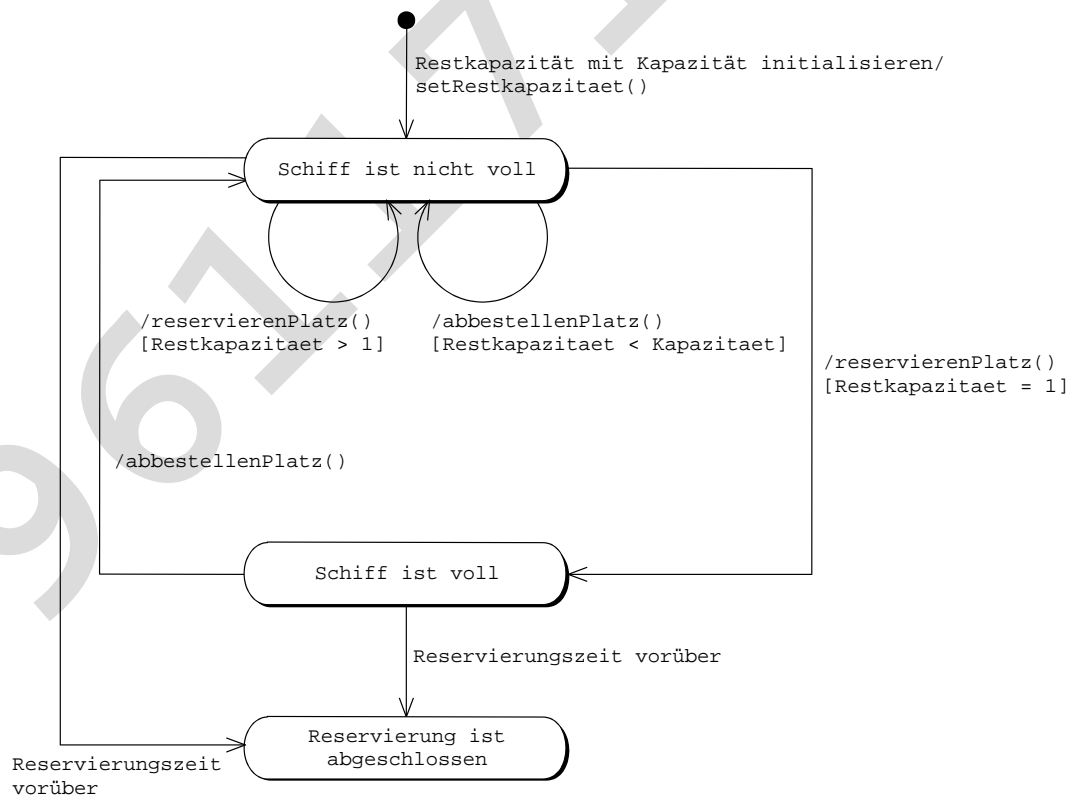 Restkapazität mit Kapazität initialisieren/
setRestkapazitaet()
Schiff ist nicht voll
/reservierenPlatz()
[Restkapazitaet > 1]
/abbestellenPlatz()
[Restkapazitaet < Kapazitaet]
/reservierenPlatz()
[Restkapazitaet = 1]
/abbestellenPlatz()
Schiff ist voll
Reservierungszeit vorüber
Reservierung ist
abgeschlossen
Reservierungszeit
vorüber